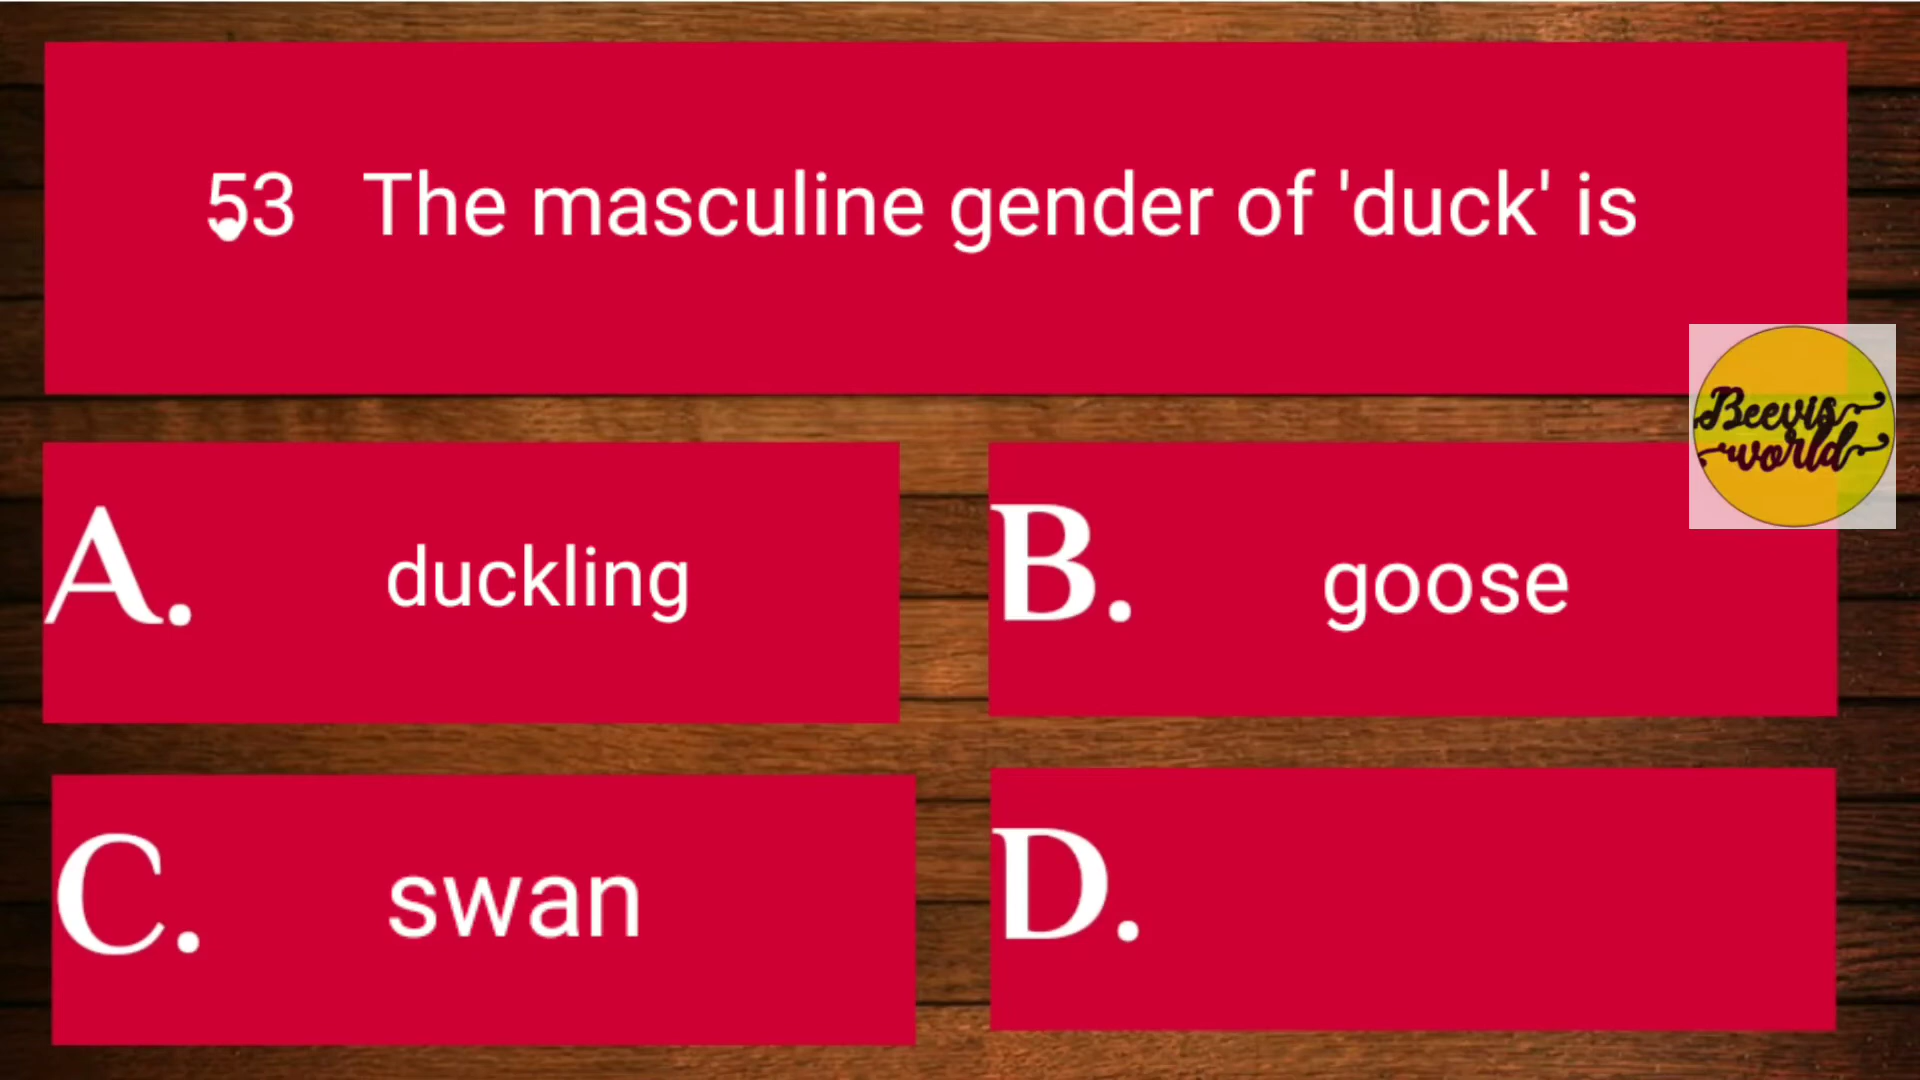 53 The masculine gender of 'duck' is
Beevis
world
A. duckling
B. goose
C. swan
D.